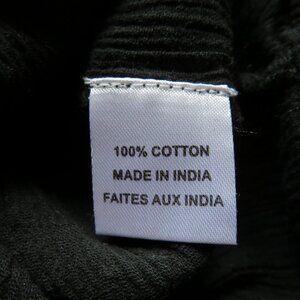 100% COTTON
MADE IN INDIA
FAITES AUX INDIA